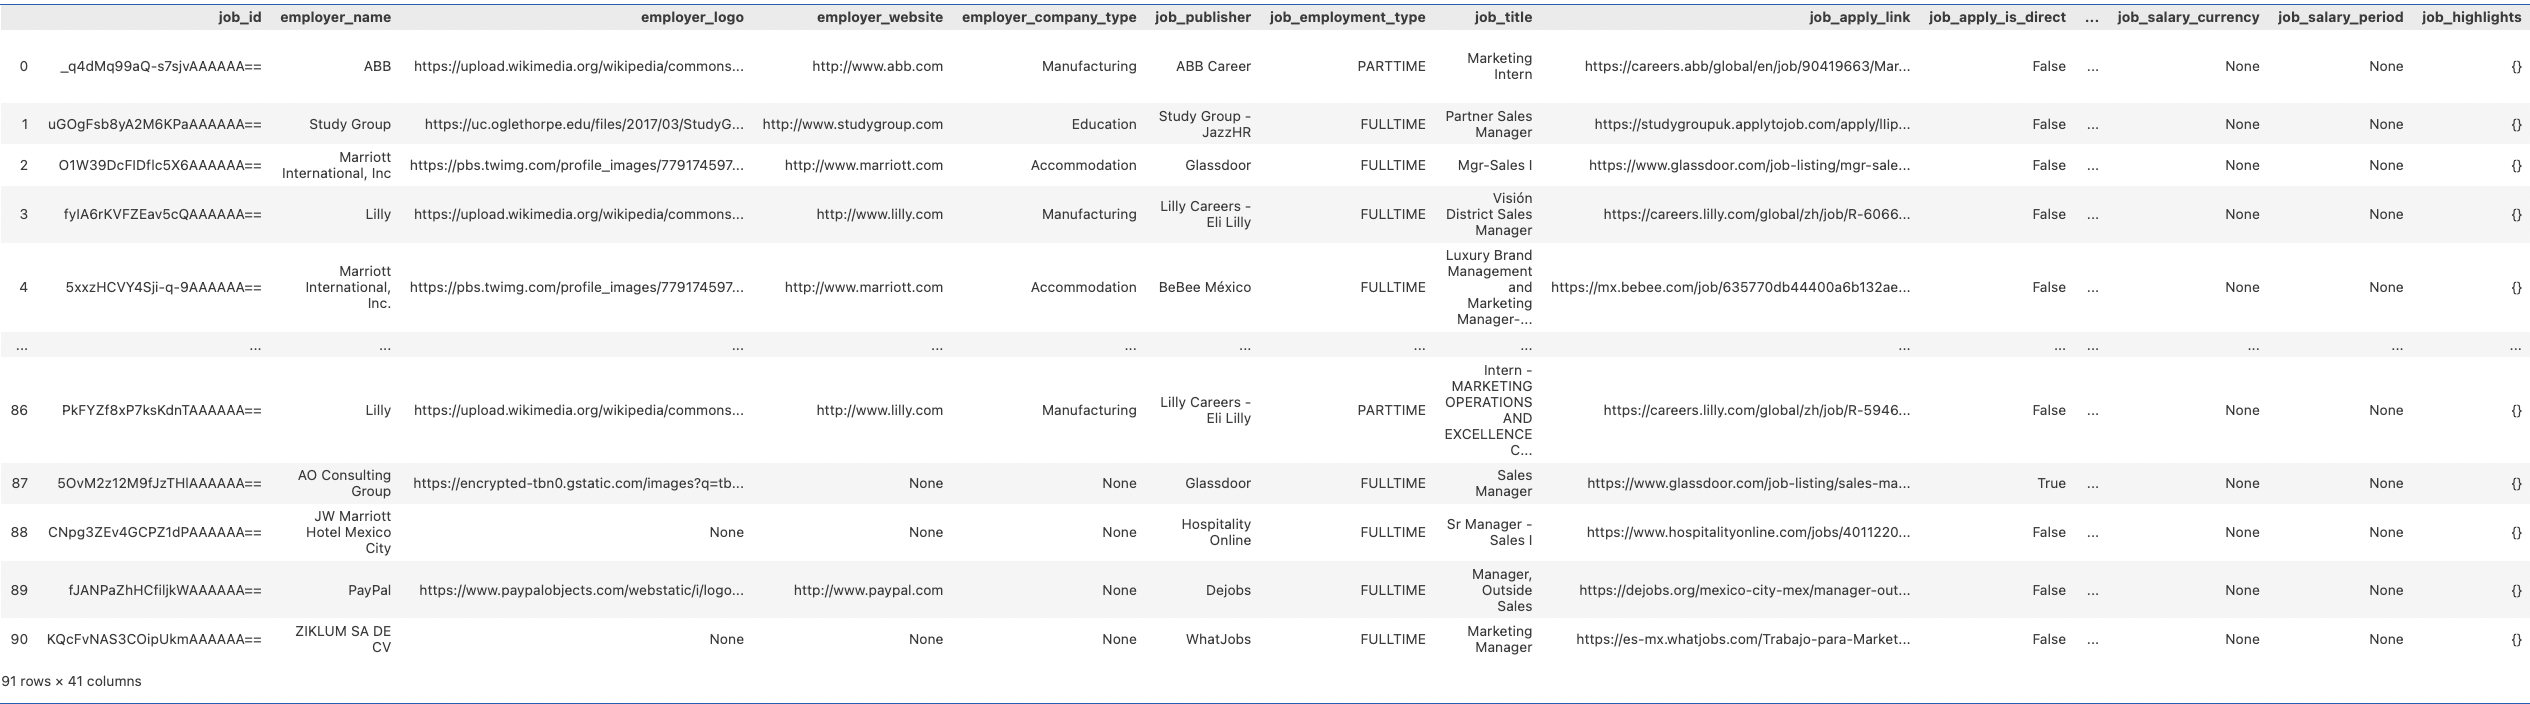 job_id employer_name employer_logo employer_website employer_company_type job_publisher job_employment_type job_title job_apply_link job_apply_is_direct ... job_salary_currency job_salary_period job_highlights
0 _q4dMq99aQ-s7sjvAAAAAA== ABB https://upload.wikimedia.org/wikipedia/commons... http://www.abb.com Manufacturing ABB Career PARTTIME Marketing Intern https://careers.abb/global/en/job/90419663/Mar... False ... None None {}
1 uGOgFsb8yA2M6KPaAAAAAA== Study Group https://uc.oglethorpe.edu/files/2017/03/StudyG... http://www.studygroup.com Education Study Group - JazzHR FULLTIME Partner Sales Manager https://studygroupuk.applytojob.com/apply/llip... False ... None None {}
2 O1W39DcFIDflc5X6AAAAAA== Marriott International, Inc https://pbs.twimg.com/profile_images/779174597... http://www.marriott.com Accommodation Glassdoor FULLTIME Mgr-Sales I https://www.glassdoor.com/job-listing/mgr-sale... False ... None None {}
3 fyIA6rKVFZEav5cQAAAAAA== Lilly https://upload.wikimedia.org/wikipedia/commons... http://www.lilly.com Manufacturing Lilly Careers - Eli Lilly FULLTIME Visión District Sales Manager https://careers.lilly.com/global/zh/job/R-6066... False ... None None {}
4 5xxzHCVY4Sji-q-9AAAAAA== Marriott International, Inc. https://pbs.twimg.com/profile_images/779174597... http://www.marriott.com Accommodation BeBee México FULLTIME Luxury Brand Management and Marketing Manager-... https://mx.bebee.com/job/635770db44400a6b132ae... False ... None None {}
... ... ... ... ... ... ... ... ... ... ... ... ... ... ...
86 PkFYZf8xP7ksKdnTAAAAAA== Lilly https://upload.wikimedia.org/wikipedia/commons... http://www.lilly.com Manufacturing Lilly Careers - Eli Lilly PARTTIME Intern - MARKETING OPERATIONS AND EXCELLENCE C... https://careers.lilly.com/global/zh/job/R-5946... False ... None None {}
87 5OvM2z12M9fJzTHlAAAAAA== AO Consulting Group https://encrypted-tbn0.gstatic.com/images?q=tb... None None Glassdoor FULLTIME Sales Manager https://www.glassdoor.com/job-listing/sales-ma... True ... None None {}
88 CNpg3ZEv4GCPZ1dPAAAAAA== JW Marriott Hotel Mexico City None None None Hospitality Online FULLTIME Sr Manager - Sales I https://www.hospitalityonline.com/jobs/4011220... False ... None None {}
89 fJANPaZhHCfiljkWAAAAAA== PayPal https://www.paypalobjects.com/webstatic/i/logo... http://www.paypal.com None Dejobs FULLTIME Manager, Outside Sales https://dejobs.org/mexico-city-mex/manager-out... False ... None None {}
90 KQcFvNAS3COipUkmAAAAAA== ZIKLUM SA DE CV None None None WhatJobs FULLTIME Marketing Manager https://es-mx.whatjobs.com/Trabajo-para-Market... False ... None None {}
91 rows × 41 columns